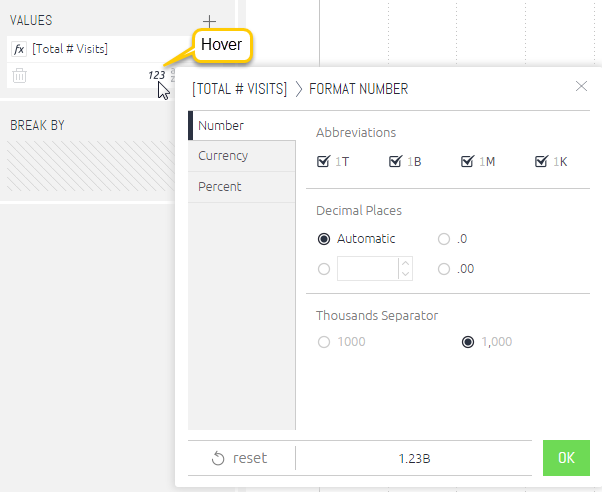 VALUES +
fx [Total # Visits]
Hover
123
[TOTAL # VISITS] > FORMAT NUMBER
Number
Currency
Percent
Abbreviations
1T 1B 1M 1K
Decimal Places
Automatic .0
.00
Thousands Separator
1000 1,000
BREAK BY
reset 1.23B OK